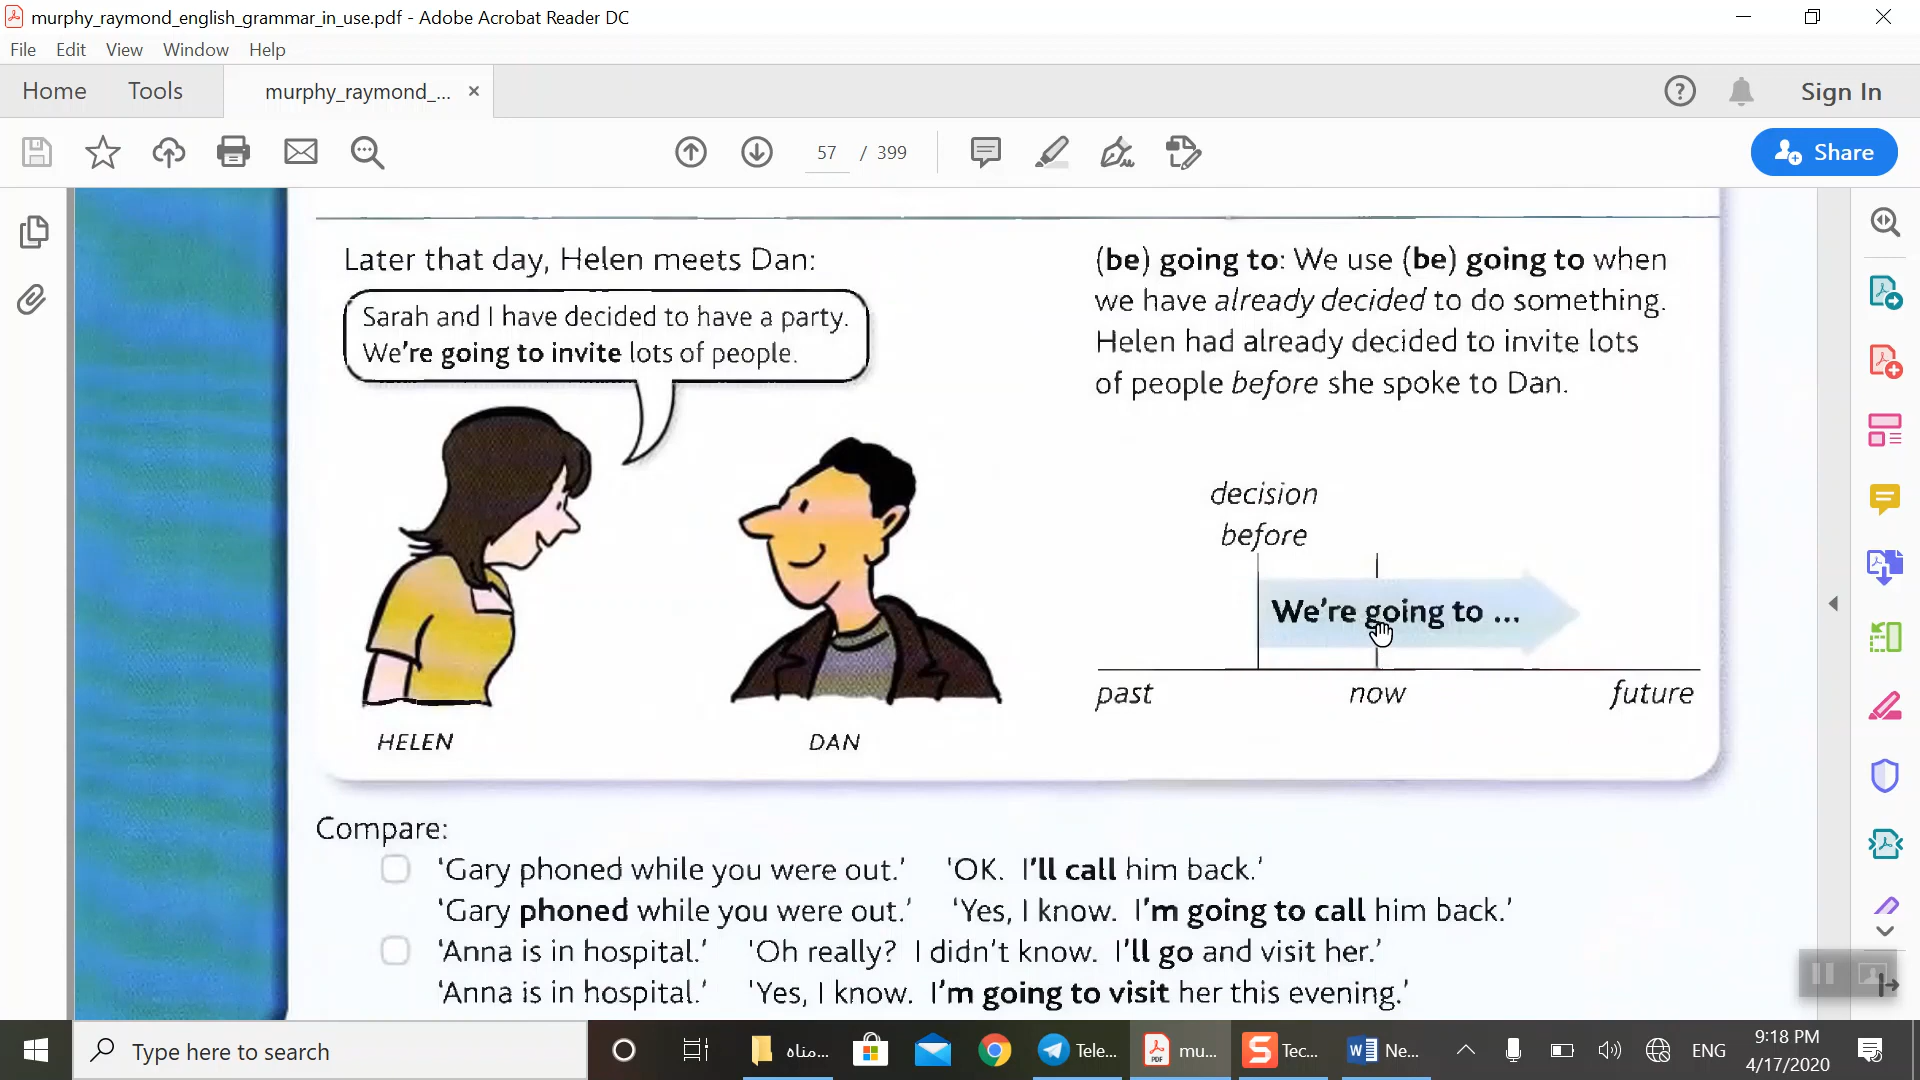 murphy_raymond_english_grammar_in_use.pdf - Adobe Acrobat Reader DC
File Edit View Window Help
Home Tools murphy_raymond_... × Sign In
57 / 399
Share
Later that day, Helen meets Dan:
Sarah and I have decided to have a party.
We're going to invite lots of people.
HELEN
DAN
(be) going to: We use (be) going to when
we have already decided to do something.
Helen had already decided to invite lots
of people before she spoke to Dan.
decision
before
We're going to ...
past now future
Compare:
'Gary phoned while you were out.' 'OK. I'll call him back.'
'Gary phoned while you were out.' 'Yes, I know. I'm going to call him back.'
'Anna is in hospital.' 'Oh really? I didn't know. I'll go and visit her.'
'Anna is in hospital.' 'Yes, I know. I'm going to visit her this evening.'
Type here to search
...مناه
Tele...
mu...
Tec...
Ne...
ENG
9:18 PM
4/17/2020